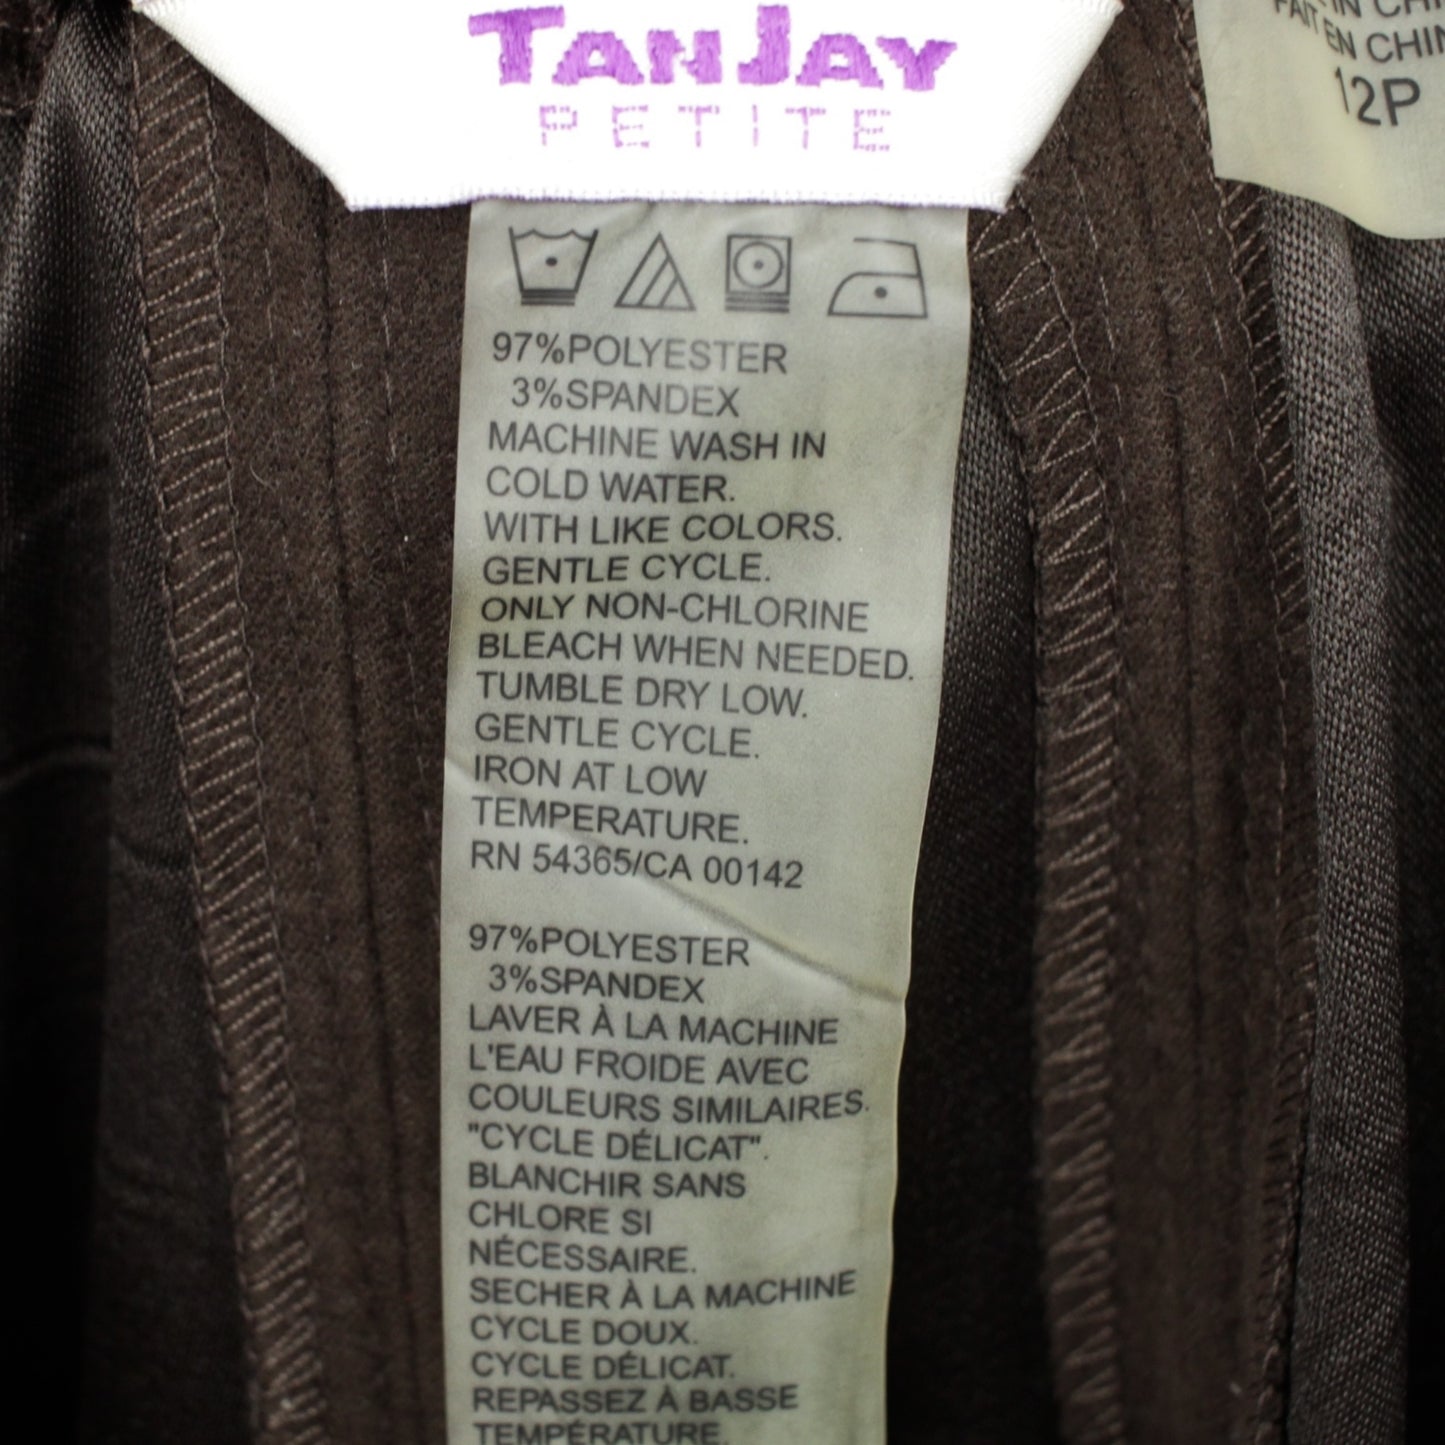 TANJAY
PETITE
FAIT EN CHIN
12P
97%POLYESTER
3%SPANDEX
MACHINE WASH IN
COLD WATER.
WITH LIKE COLORS.
GENTLE CYCLE.
ONLY NON-CHLORINE
BLEACH WHEN NEEDED.
TUMBLE DRY LOW.
GENTLE CYCLE.
IRON AT LOW
TEMPERATURE.
RN 54365/CA 00142
97%POLYESTER
3%SPANDEX
LAVER À LA MACHINE
L'EAU FROIDE AVEC
COULEURS SIMILAIRES.
"CYCLE DÉLICAT".
BLANCHIR SANS
CHLORE SI
NÉCESSAIRE.
SECHER À LA MACHINE
CYCLE DOUX.
CYCLE DÉLICAT.
REPASSEZ À BASSE
TEMPÉRATURE.